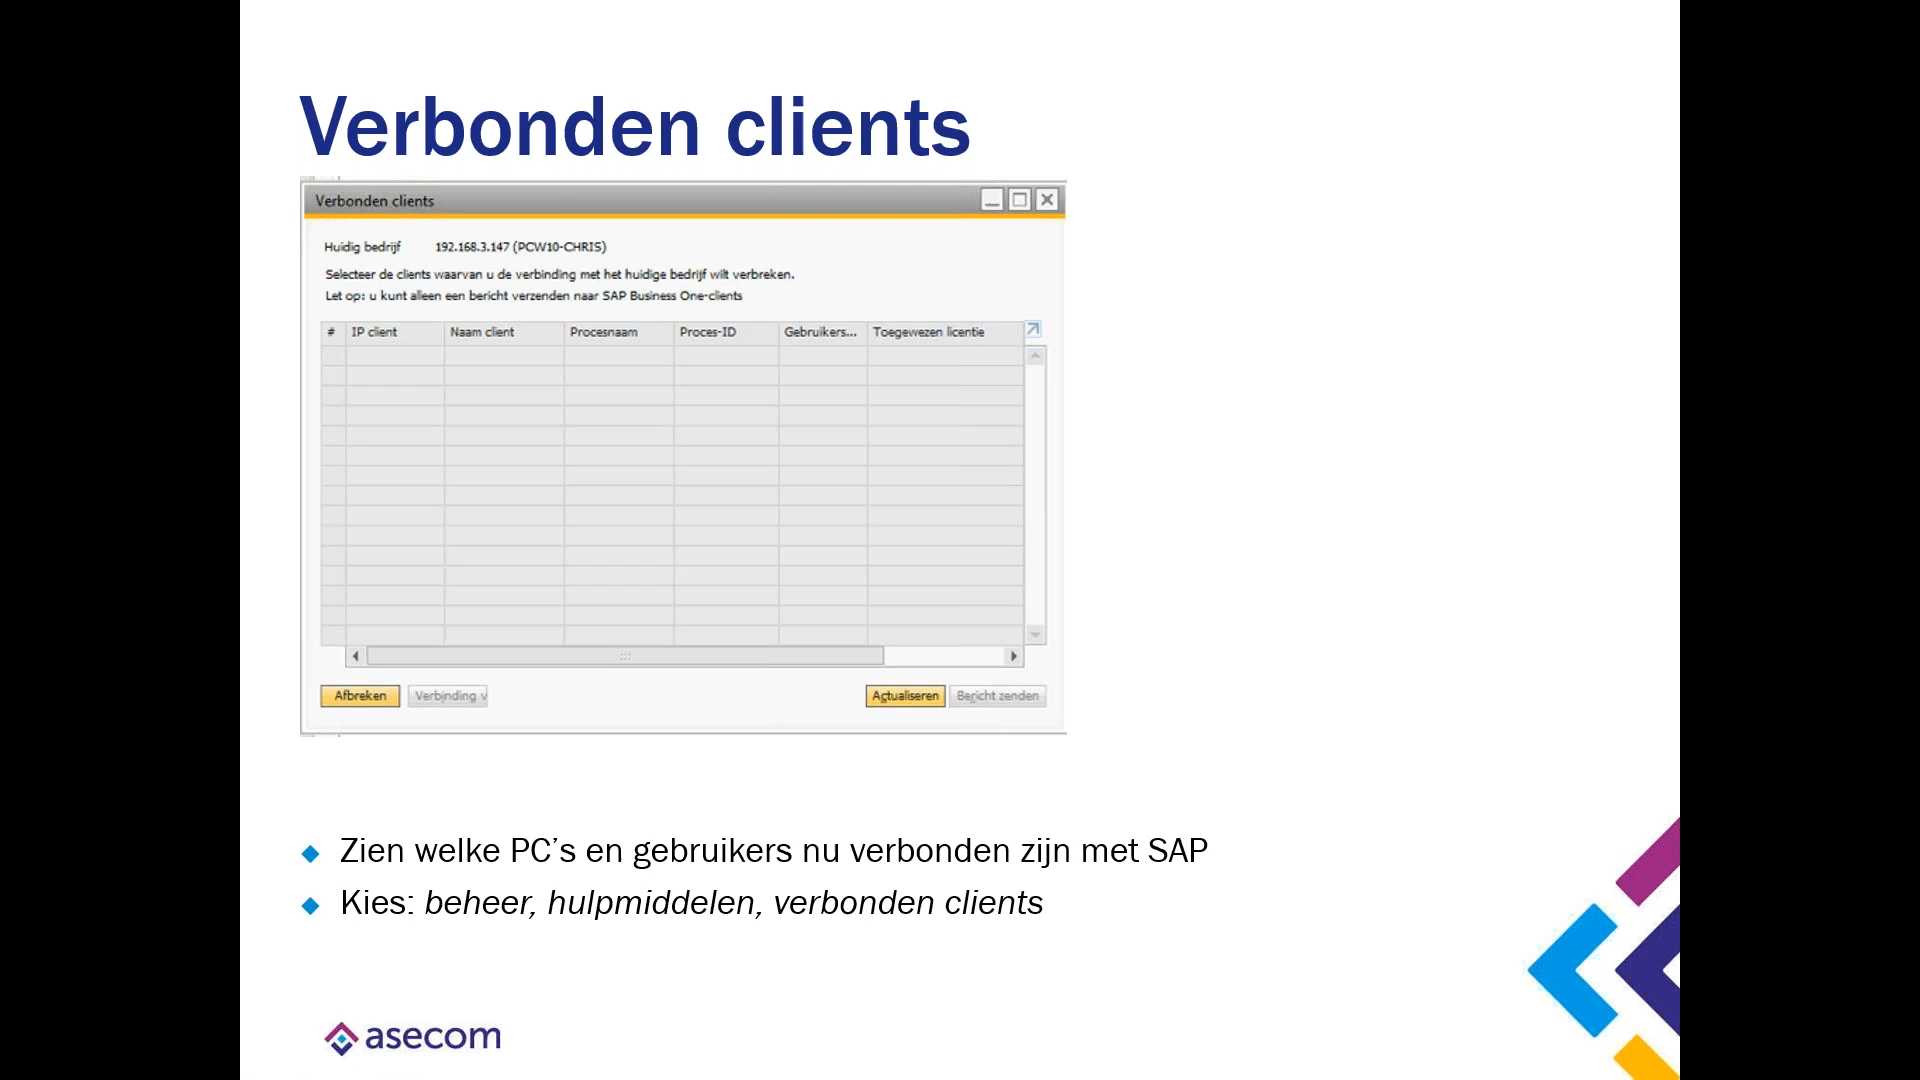 Verbonden clients
Verbonden clients
Huidig bedrijf 192.168.3.147 (PCW10-CHRIS)
Selecteer de clients waarvan u de verbinding met het huidige bedrijf wilt verbreken.
Let op: u kunt alleen een bericht verzenden naar SAP Business One-clients
# IP client Naam client Procesnaam Proces-ID Gebruikers... Toegewezen licentie
Afbreken Verbinding v Actualiseren Bericht zenden
Zien welke PC’s en gebruikers nu verbonden zijn met SAP
Kies: beheer, hulpmiddelen, verbonden clients
asecom